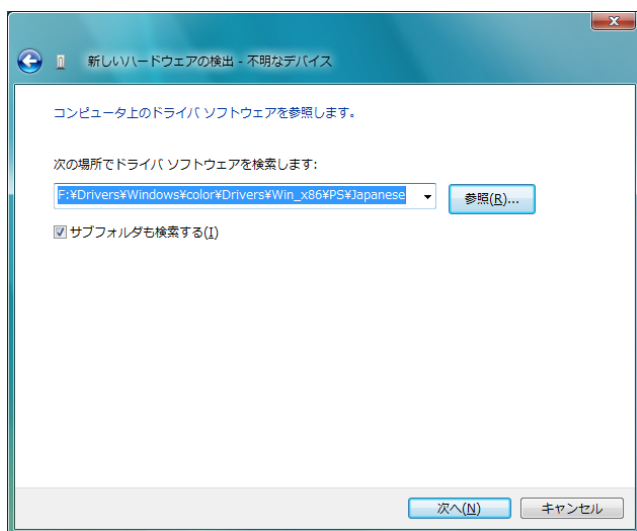 新しいハードウェアの検出 - 不明なデバイス
コンピュータ上のドライバ ソフトウェアを参照します。
次の場所でドライバ ソフトウェアを検索します:
F:¥Drivers¥Windows¥color¥Drivers¥Win_x86¥PS¥Japanese
参照(R)...
サブフォルダも検索する(I)
次へ(N)
キャンセル